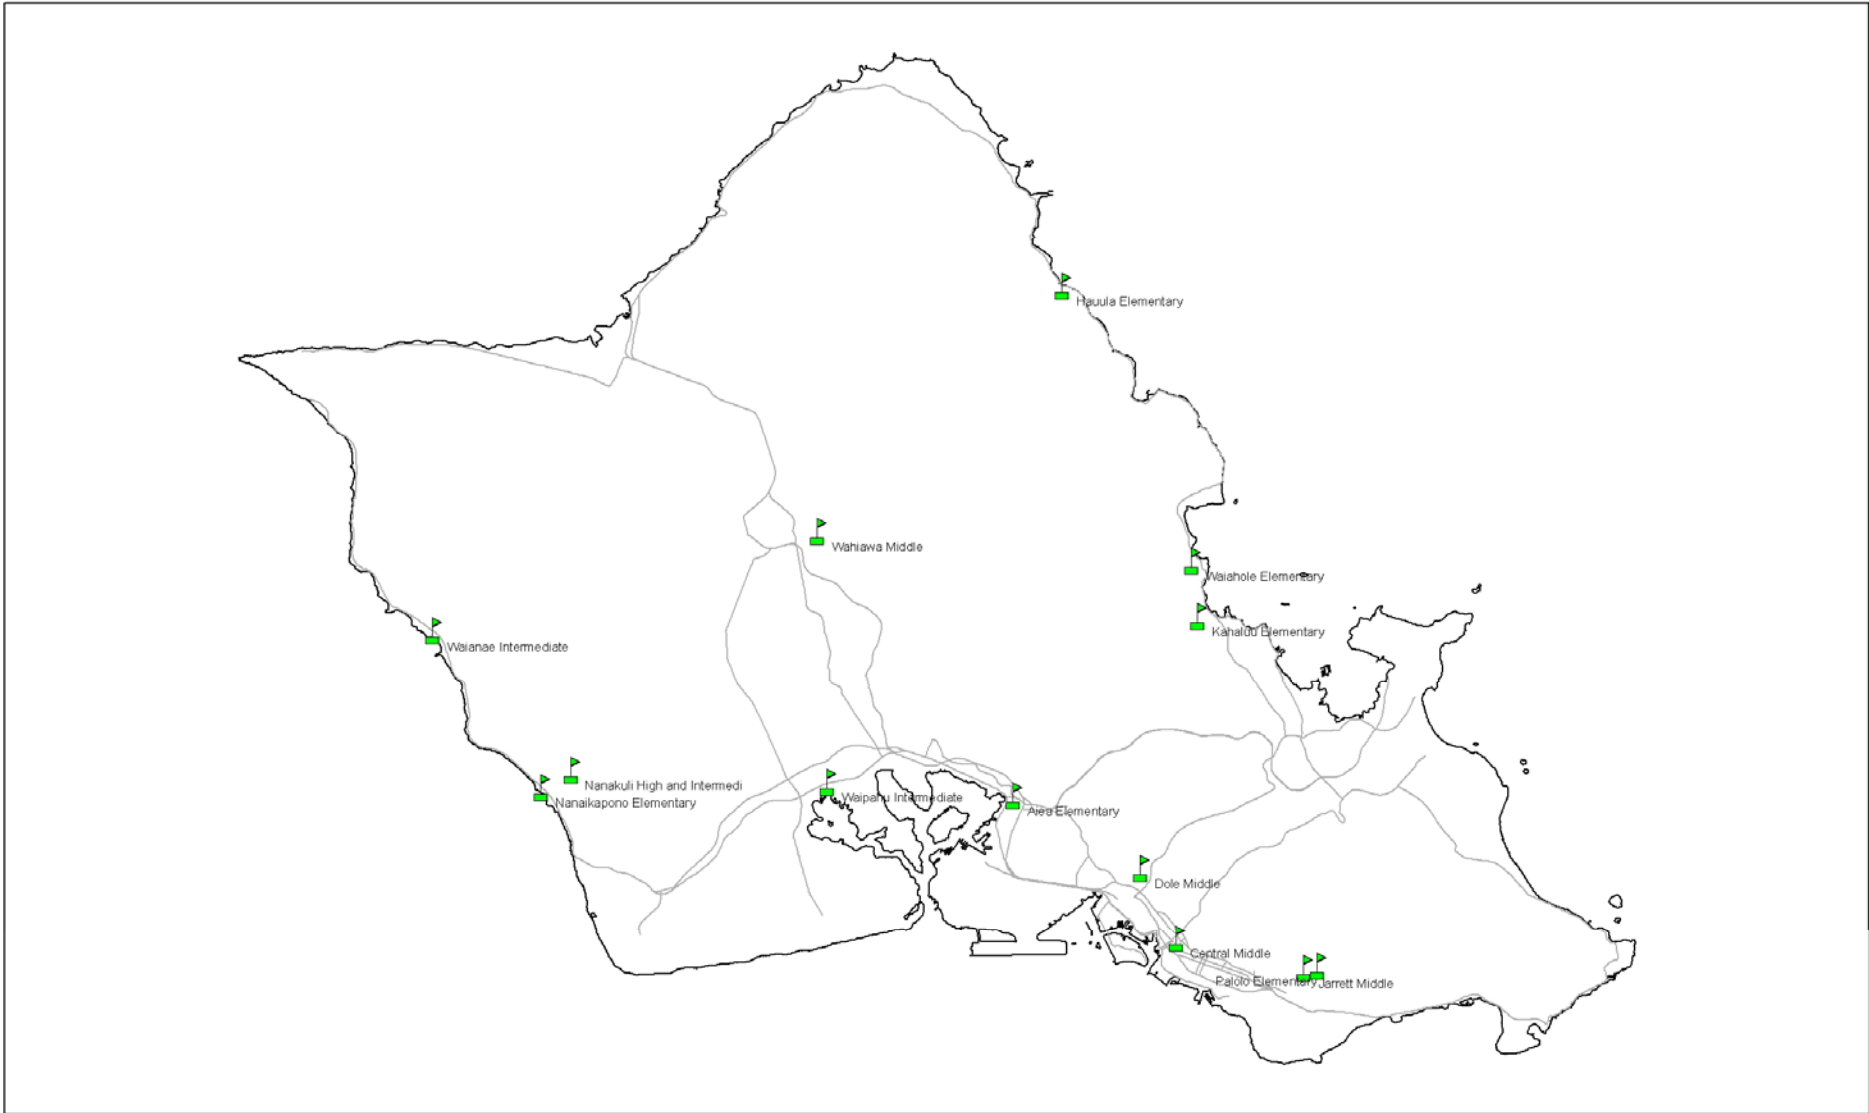 Hauula Elementary
Wahiawa Middle
Waiahole Elementary
Kahaluu Elementary
Waianae Intermediate
Nanakuli High and Intermedi
Nanaikapono Elementary
Waipahu Intermediate
Aiea Elementary
Dole Middle
Central Middle
Palolo Elementary
Jarrett Middle